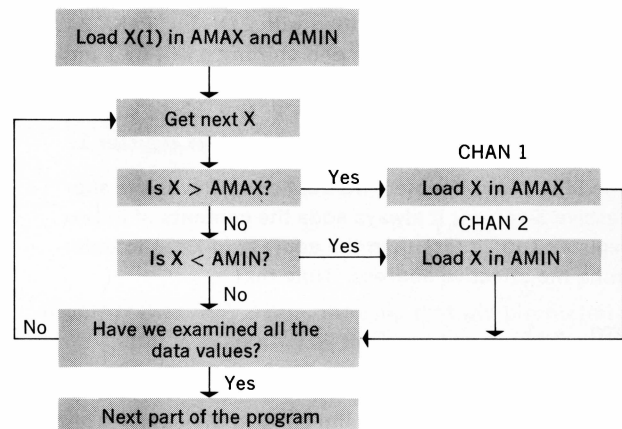 Load X(1) in AMAX and AMIN
Get next X
CHAN 1
Is X > AMAX?
Yes
Load X in AMAX
No
CHAN 2
Is X < AMIN?
Yes
Load X in AMIN
No
No
Have we examined all the
data values?
Yes
Next part of the program